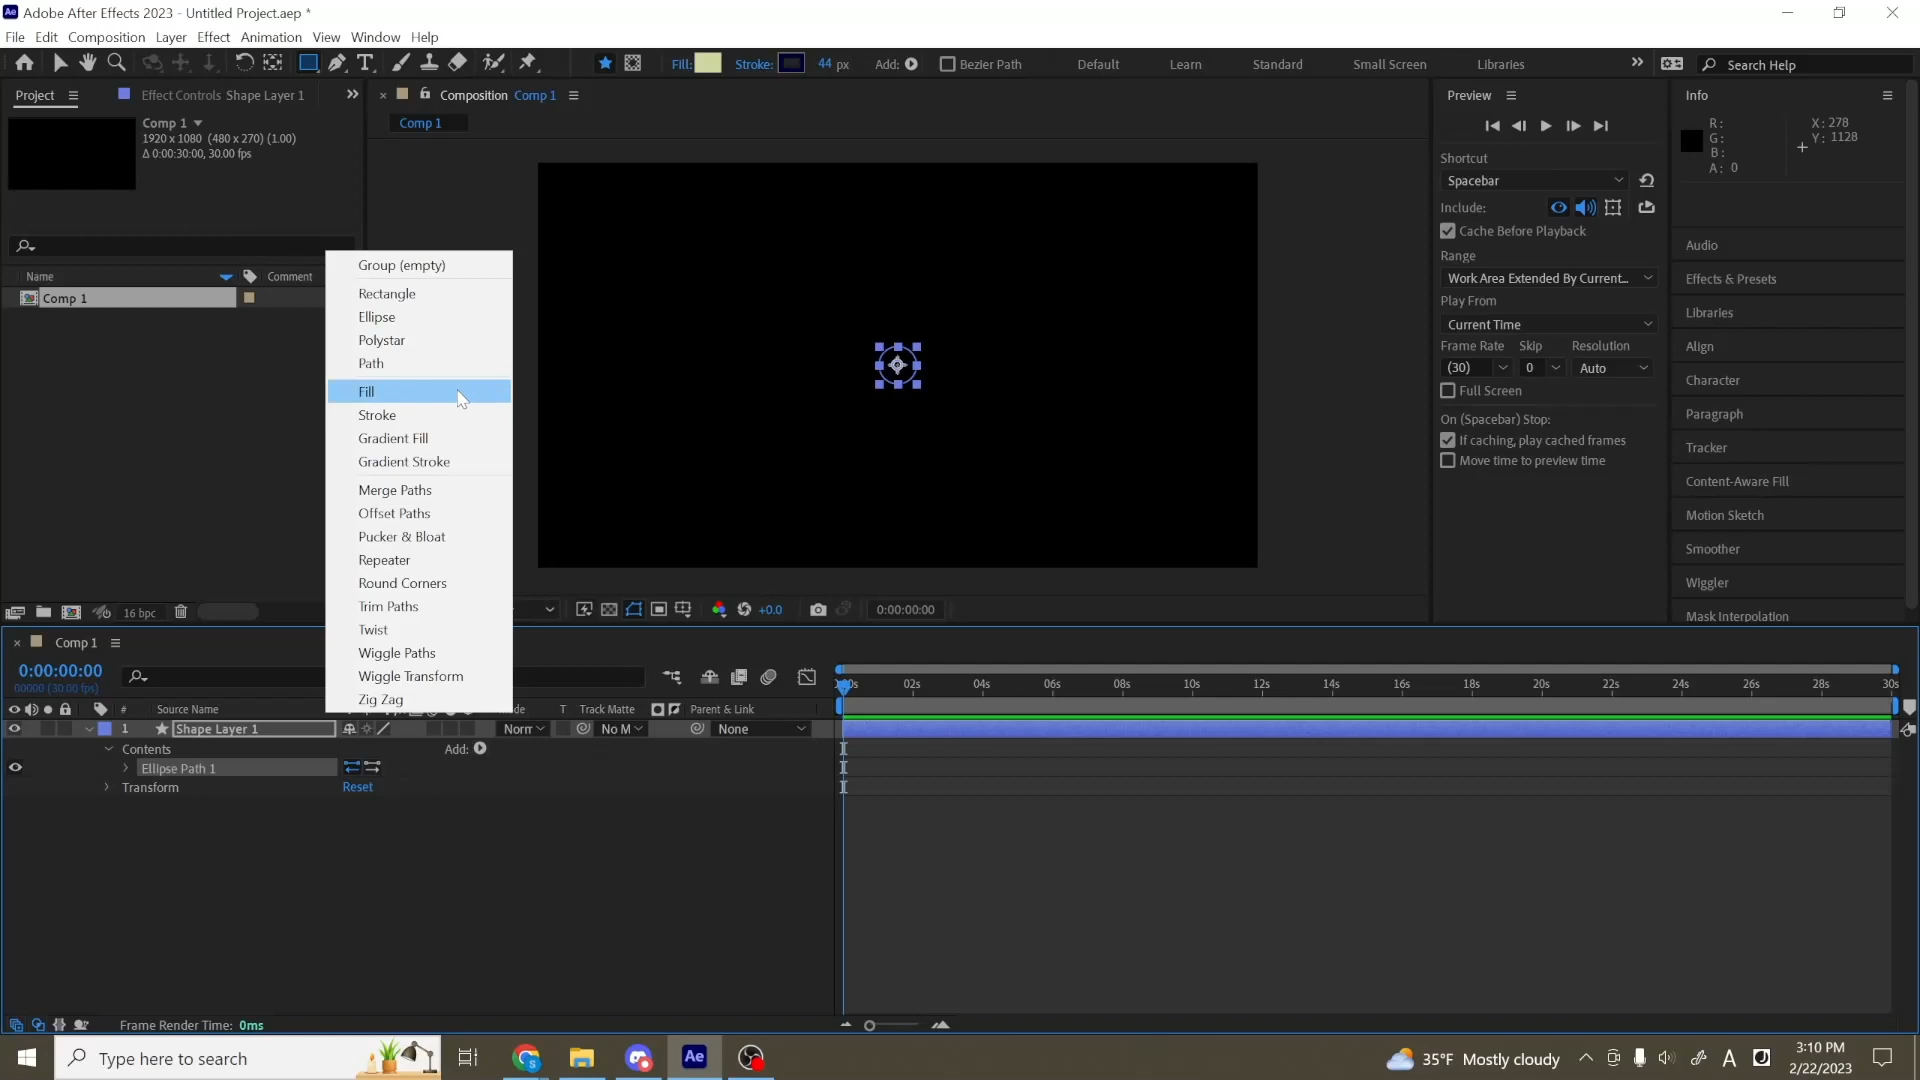 Adobe After Effects 2023 - Untitled Project.aep *
File Edit Composition Layer Effect Animation View Window Help
Fill: Stroke: 44 px Add: Bezier Path Default Learn Standard Small Screen Libraries Search Help
Project Effect Controls Shape Layer 1
Composition Comp 1
Comp 1
Comp 1
1920 x 1080 (480 x 270) (1.00)
Δ 0:00:30:00, 30.00 fps
Name Comment
Comp 1
16 bpc
Group (empty)
Rectangle
Ellipse
Polystar
Path
Fill
Stroke
Gradient Fill
Gradient Stroke
Merge Paths
Offset Paths
Pucker & Bloat
Repeater
Round Corners
Trim Paths
Twist
Wiggle Paths
Wiggle Transform
Zig Zag
+0.0 0:00:00:00
Preview
Shortcut
Spacebar
Include:
Cache Before Playback
Range
Work Area Extended By Current...
Play From
Current Time
Frame Rate Skip Resolution
(30) 0 Auto
Full Screen
On (Spacebar) Stop:
If caching, play cached frames
Move time to preview time
Info
R:
G:
B:
A: 0
X: 278
Y: 1128
Audio
Effects & Presets
Libraries
Align
Character
Paragraph
Tracker
Content-Aware Fill
Motion Sketch
Smoother
Wiggler
Mask Interpolation
Comp 1
0:00:00:00
00000 (30.00 fps)
02s 04s 06s 08s 10s 12s 14s 16s 18s 20s 22s 24s 26s 28s 30s
# Source Name T Track Matte Parent & Link
1 Shape Layer 1 Norr No M None
Contents Add:
Ellipse Path 1
Transform Reset
Frame Render Time: 0ms
Type here to search
35°F Mostly cloudy
3:10 PM
2/22/2023